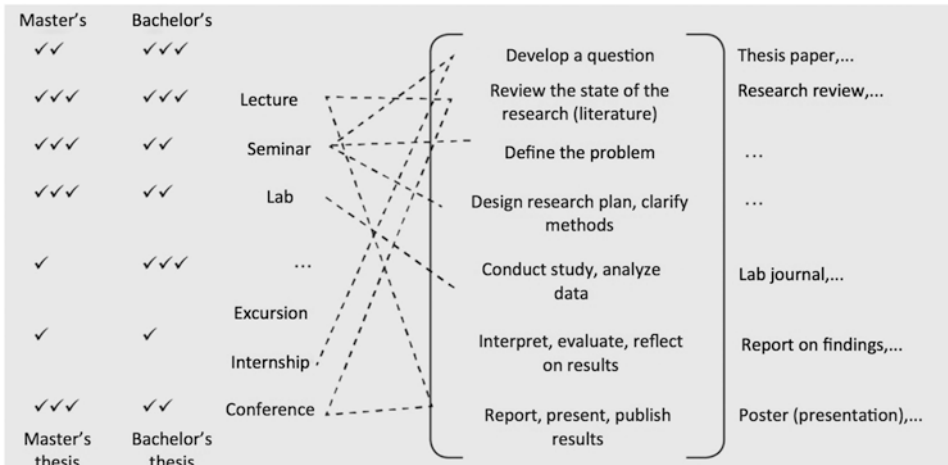 Master's Bachelor's
✓✓ ✓✓✓ Develop a question Thesis paper,...
✓✓✓ ✓✓✓ Lecture Review the state of the Research review,...
research (literature)
✓✓✓ ✓✓ Seminar Define the problem ...
✓✓✓ ✓✓ Lab Design research plan, clarify ...
methods
✓ ✓✓✓ ... Conduct study, analyze Lab journal,...
data
Excursion
✓ ✓ Internship Interpret, evaluate, reflect Report on findings,...
on results
✓✓✓ ✓✓ Conference Report, present, publish Poster (presentation),...
results
Master's Bachelor's
thesis thesis